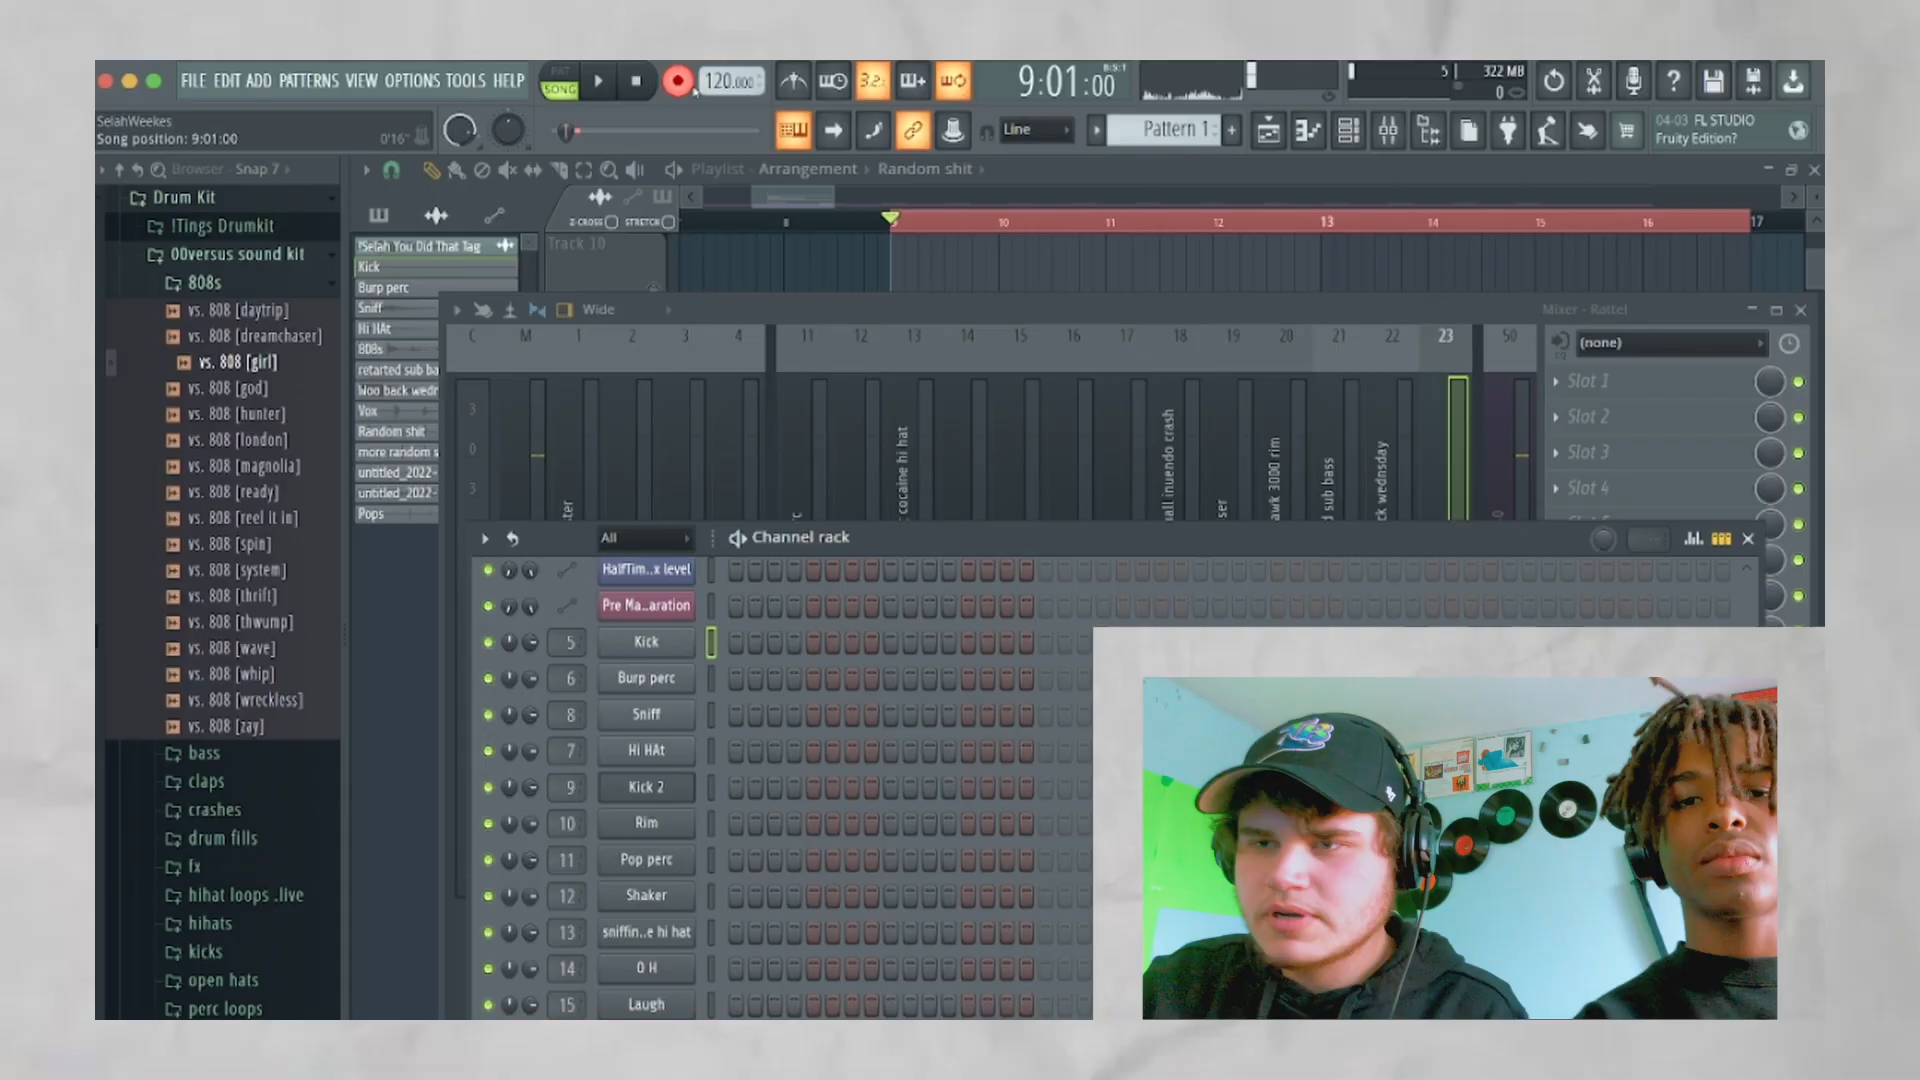 FILE EDIT ADD PATTERNS VIEW OPTIONS TOOLS HELP
PAT
SONG
120.000
3.2.
9:01:00
B:S:T
5
322 MB
0
SelahWeekes
Song position: 9:01:00
0'16"
Line
Pattern 1
04-03 FL STUDIO
Fruity Edition?
Browser - Snap 7
Playlist - Arrangement › Random shit
Drum Kit
!Tings Drumkit
00versus sound kit
808s
vs. 808 [daytrip]
vs. 808 [dreamchaser]
vs. 808 [girl]
vs. 808 [god]
vs. 808 [hunter]
vs. 808 [london]
vs. 808 [magnolia]
vs. 808 [ready]
vs. 808 [reel it in]
vs. 808 [spin]
vs. 808 [system]
vs. 808 [thrift]
vs. 808 [thwump]
vs. 808 [wave]
vs. 808 [whip]
vs. 808 [wreckless]
vs. 808 [zay]
bass
claps
crashes
drum fills
fx
hihat loops .live
hihats
kicks
open hats
perc loops
Z-CROSS STRETCH
8 10 11 12 13 14 15 16 17
Track 10
!Selah You Did That Tag
Kick
Burp perc
Sniff
Hi HAt
808s
retarted sub ba
Woo back wedr
Vox
Random shit
more random s
untitled_2022-
untitled_2022-
Pops
Wide
Mixer - Rattel
C M 1 2 3 4 11 12 13 14 15 16 17 18 19 20 21 22 23 50
3
0
3
ster
cocaine hi hat
all inuendo crash
ser
awk 3000 rim
d sub bass
ck wednsday
(none)
Slot 1
Slot 2
Slot 3
Slot 4
All
Channel rack
HalfTim..x level
Pre Ma..aration
5 Kick
6 Burp perc
8 Sniff
7 Hi HAt
9 Kick 2
10 Rim
11 Pop perc
12 Shaker
13 sniffin..e hi hat
14 O H
15 Laugh